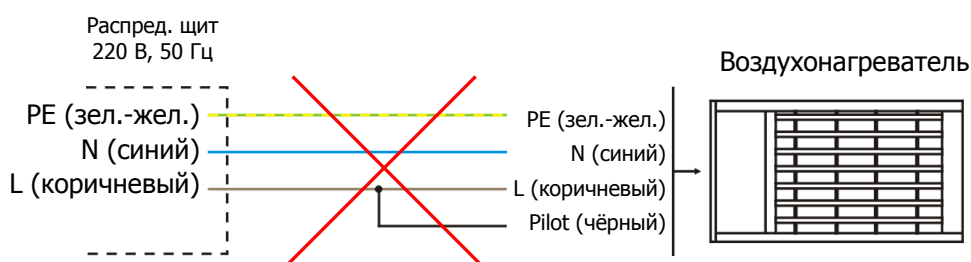 Распред. щит
220 В, 50 Гц
Воздухонагреватель
PE (зел.-жел.)
N (синий)
L (коричневый)
PE (зел.-жел.)
N (синий)
L (коричневый)
Pilot (чёрный)